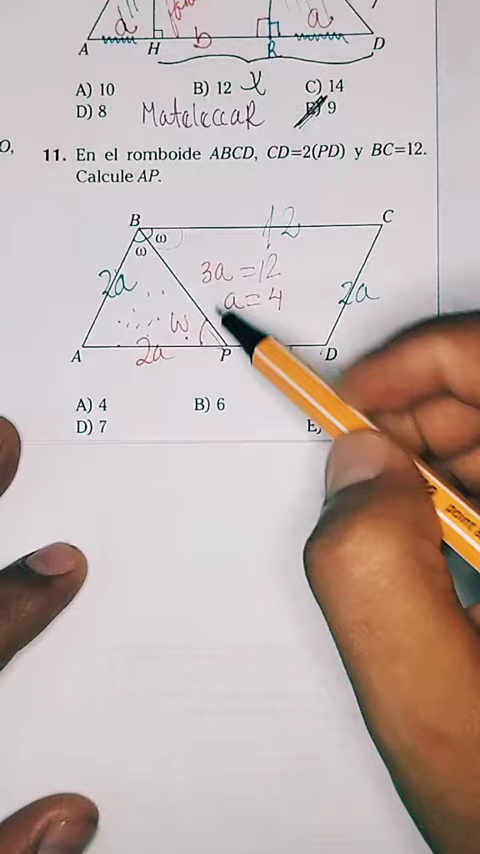 a
a
A
H
b
R
D
A) 10 B) 12 X C) 14
D) 8 MateleccaR E) 9
O,
11. En el romboide ABCD, CD=2(PD) y BC=12.
Calcule AP.
B
12
C
ω
ω
2a
3a = 12
a = 4
2a
W
A
2a
P
D
A) 4 B) 6
D) 7 E)